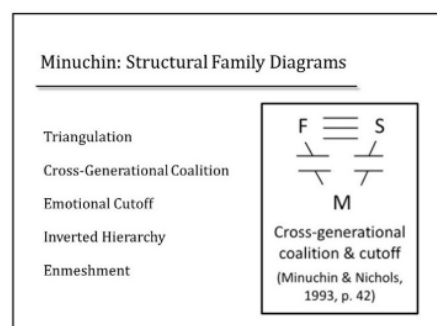 Minuchin: Structural Family Diagrams
Triangulation
Cross-Generational Coalition
Emotional Cutoff
Inverted Hierarchy
Enmeshment
F S
M
Cross-generational
coalition & cutoff
(Minuchin & Nichols,
1993, p. 42)